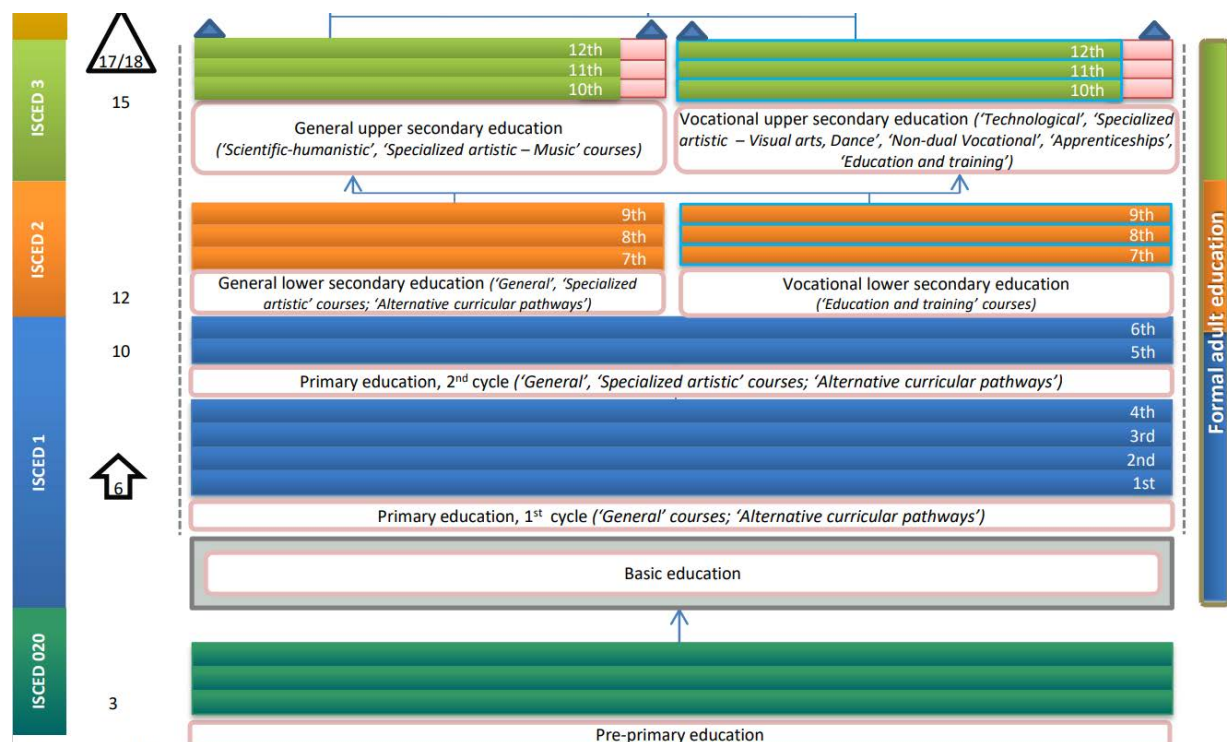 17/18
ISCED 3
15
12th
11th
10th
12th
11th
10th
General upper secondary education
(‘Scientific-humanistic’, ‘Specialized artistic – Music’ courses)
Vocational upper secondary education (‘Technological’, ‘Specialized
artistic – Visual arts, Dance’, ‘Non-dual Vocational’, ‘Apprenticeships’,
‘Education and training’)
ISCED 2
9th
8th
7th
9th
8th
7th
12
General lower secondary education (‘General’, ‘Specialized
artistic’ courses; ‘Alternative curricular pathways’)
Vocational lower secondary education
(‘Education and training’ courses)
Formal adult education
ISCED 1
10
6th
5th
Primary education, 2nd cycle (‘General’, ‘Specialized artistic’ courses; ‘Alternative curricular pathways’)
4th
3rd
2nd
1st
6
Primary education, 1st cycle (‘General’ courses; ‘Alternative curricular pathways’)
Basic education
ISCED 020
3
Pre-primary education